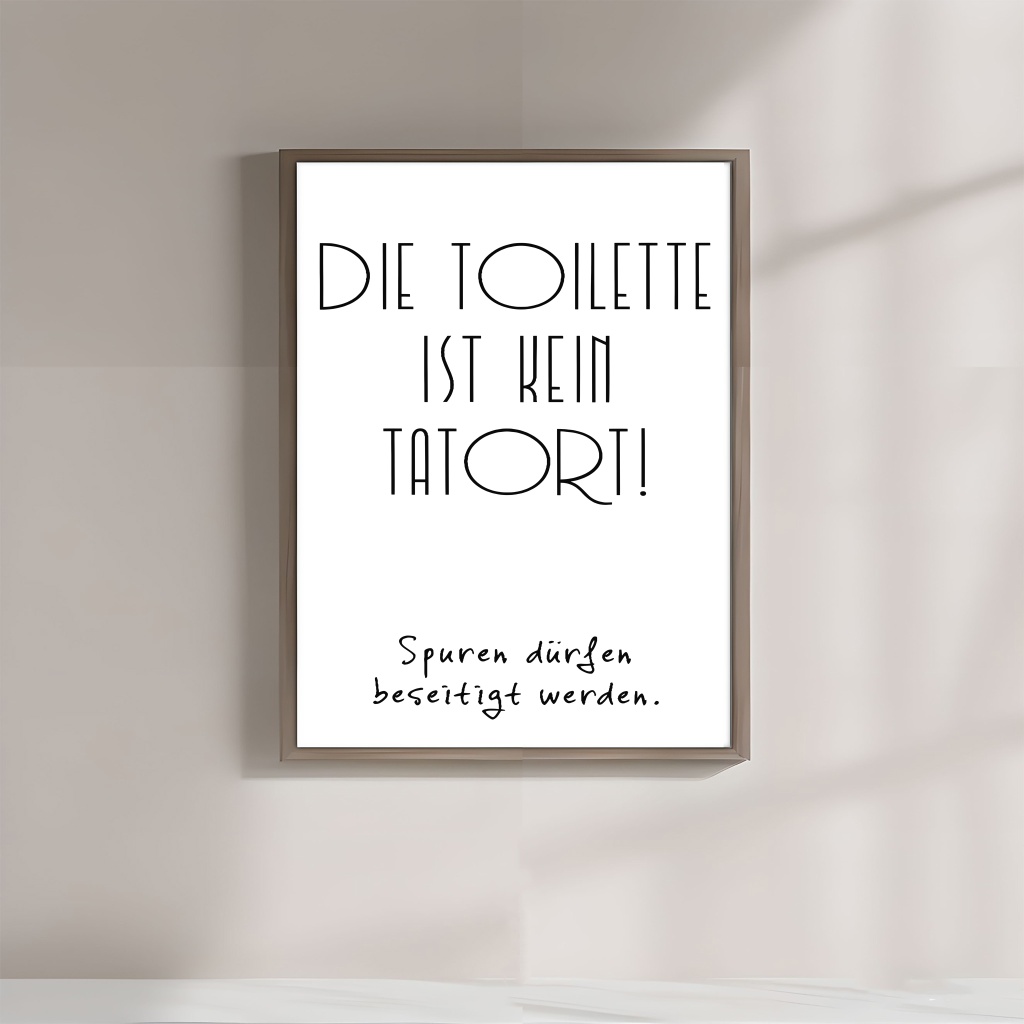 DIE TOILETTE
IST KEIN
TATORT!
Spuren dürfen
beseitigt werden.